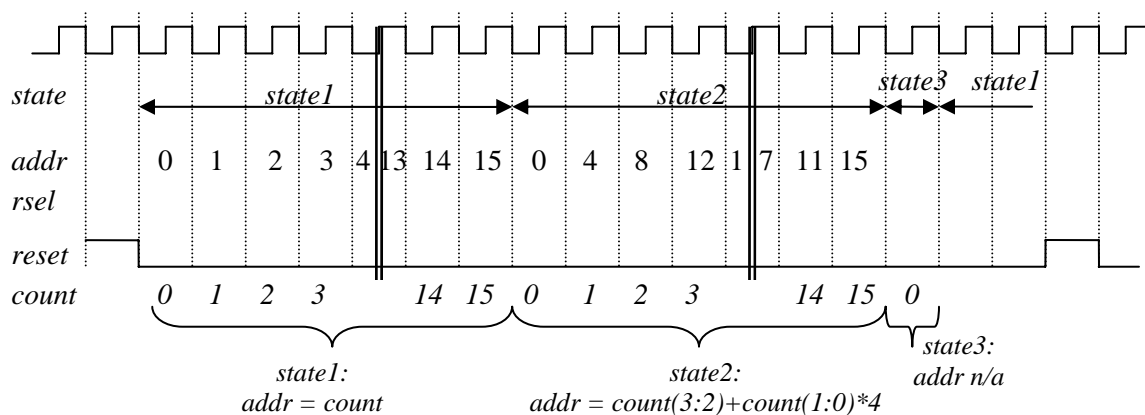 state state1 state2 state3 state1
addr 0 1 2 3 4 13 14 15 0 4 8 12 1 7 11 15
rsel
reset
count 0 1 2 3 14 15 0 1 2 3 14 15 0
state1:
addr = count
state2:
addr = count(3:2)+count(1:0)*4
state3:
addr n/a